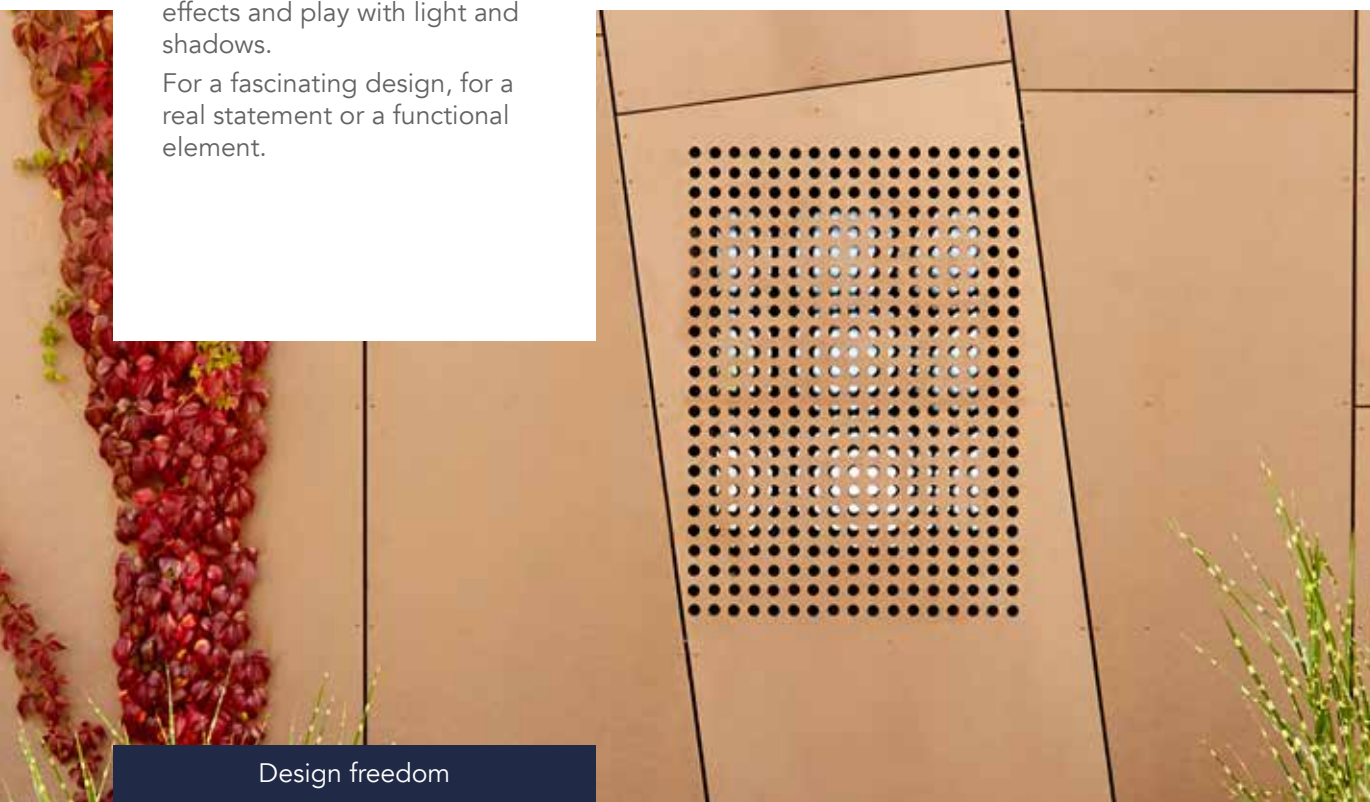 effects and play with light and
shadows.
For a fascinating design, for a
real statement or a functional
element.
Design freedom